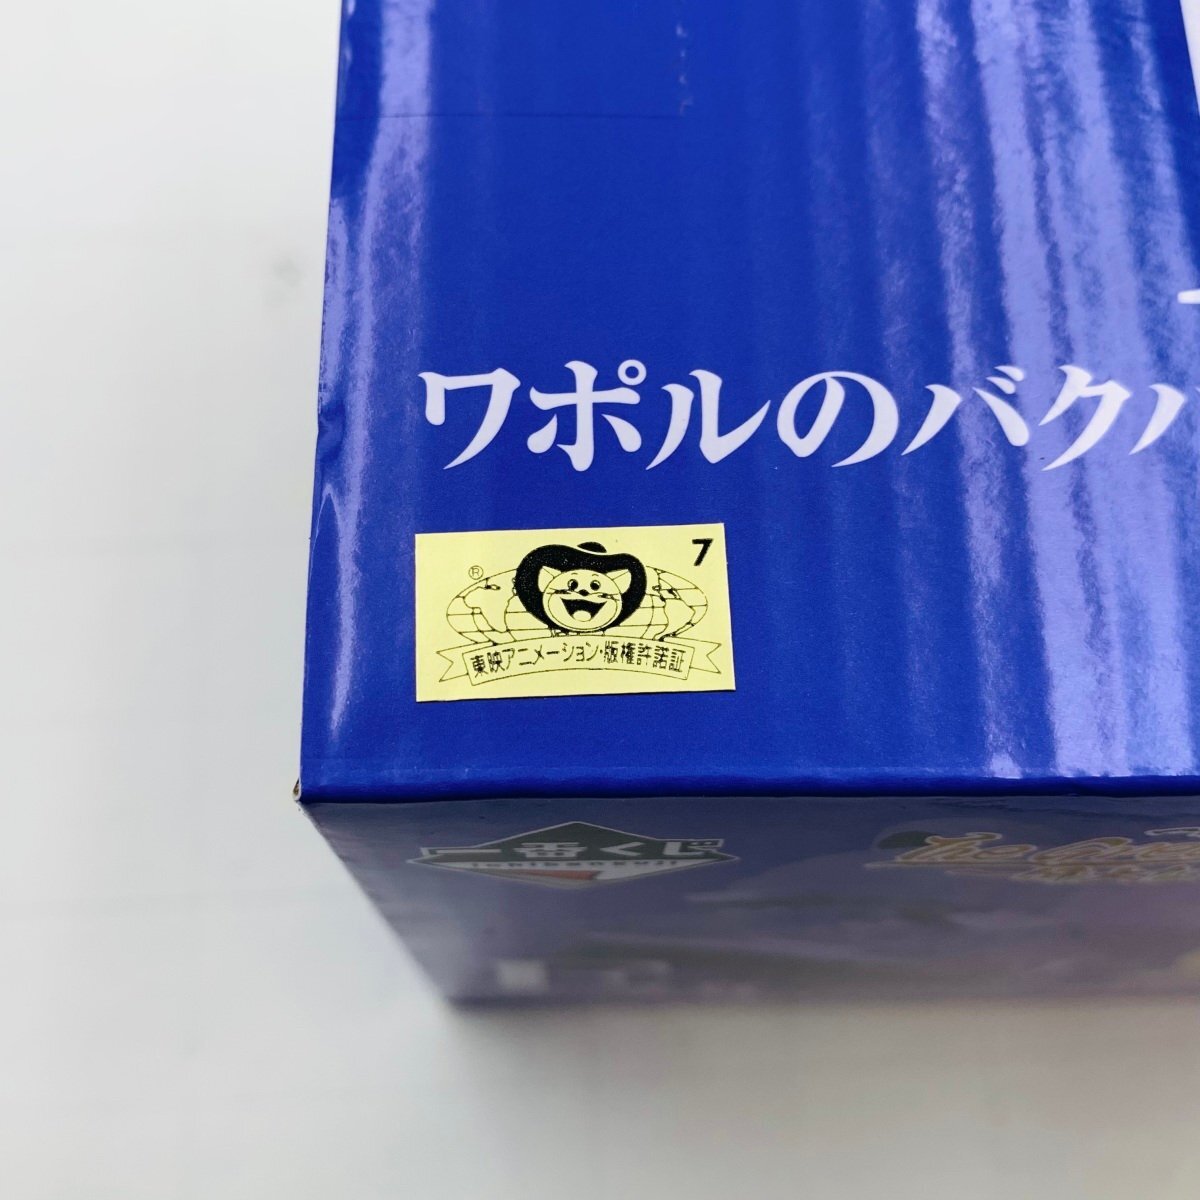 ワポルのバクバ
7
®
東映アニメーション・版権許諾証
一番くじ
ichibankuji